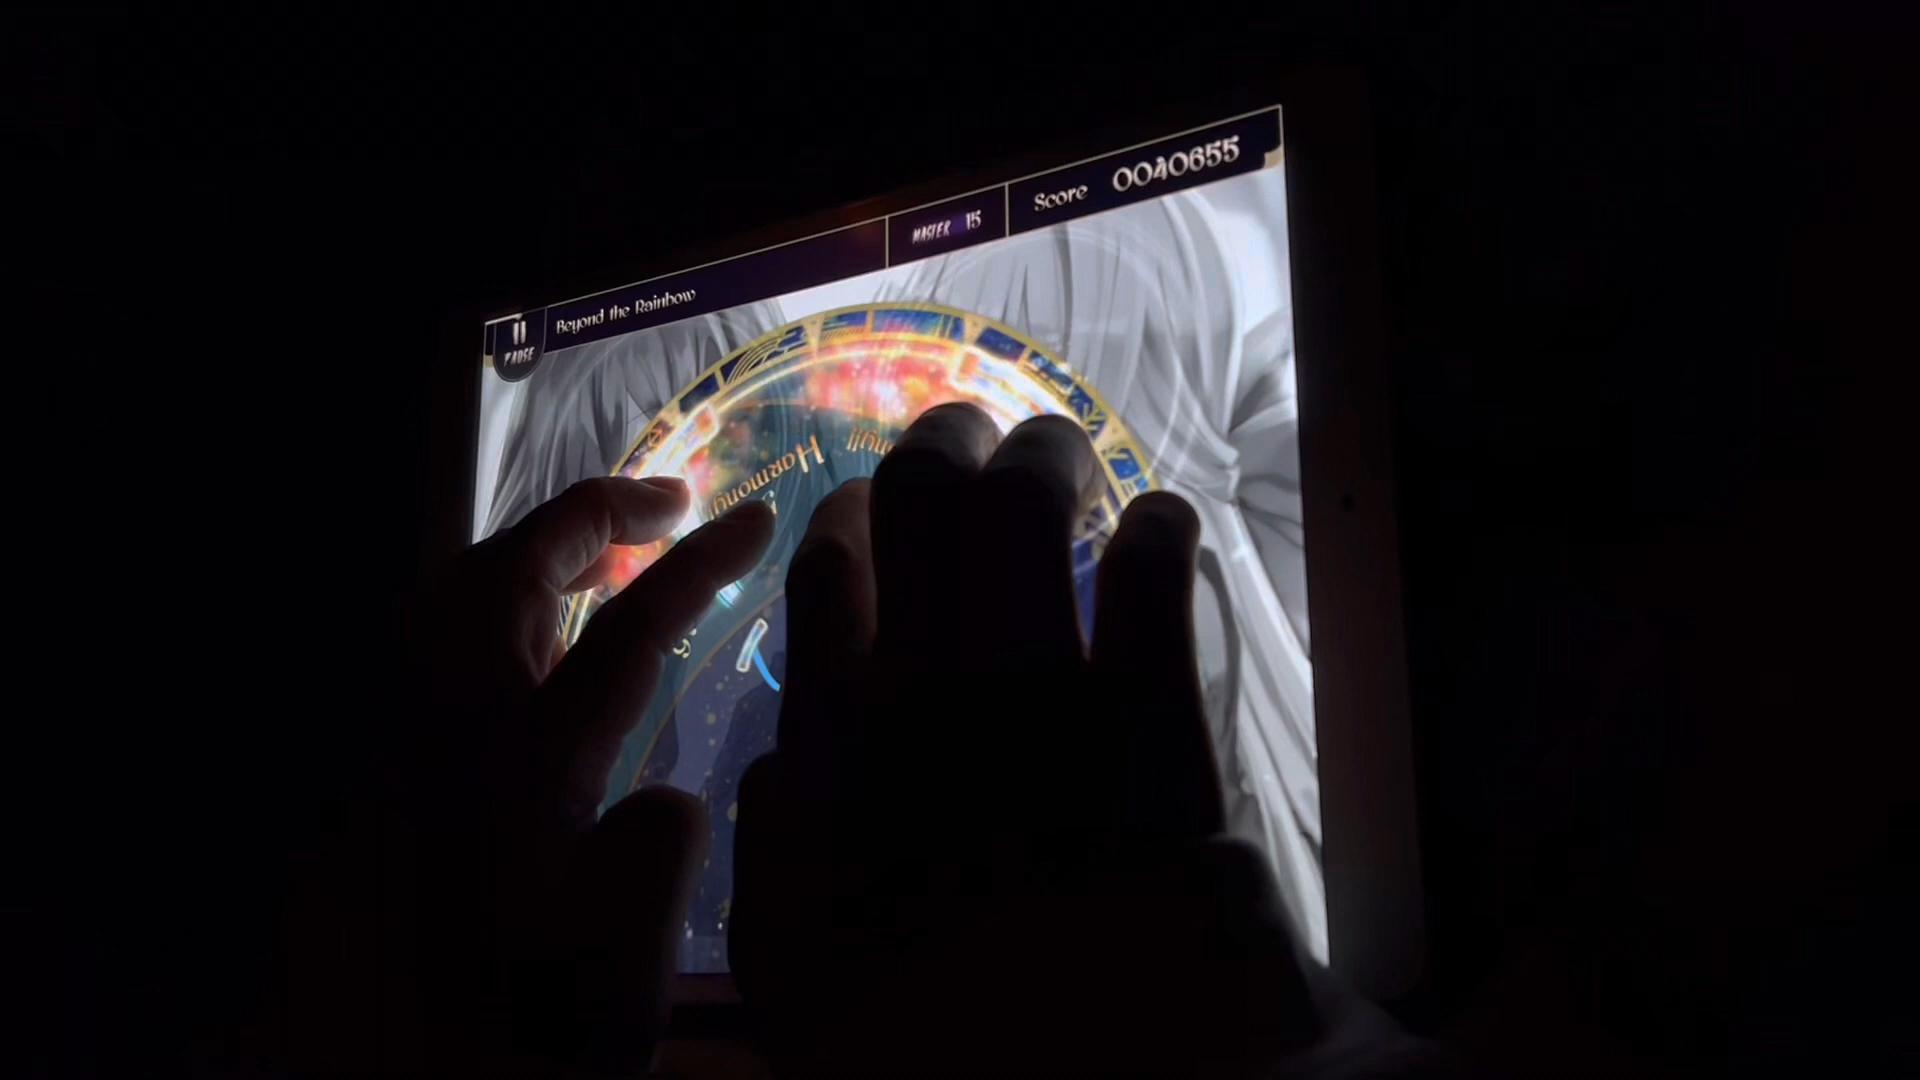 MASTER 15
Score 0040655
Beyond the Rainbow
PAUSE
Harmony!!